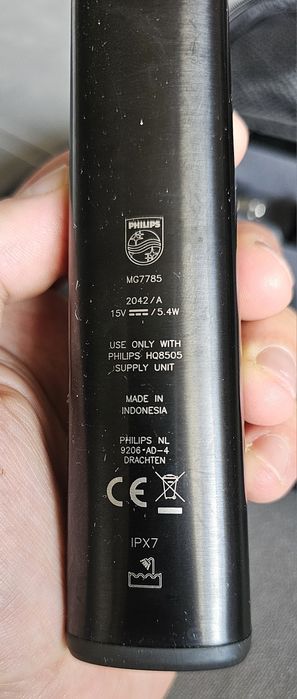 PHILIPS
MG7785
2042/A
15V ⎓ /5.4W
USE ONLY WITH
PHILIPS HQ8505
SUPPLY UNIT
MADE IN
INDONESIA
PHILIPS NL
9206-AD-4
DRACHTEN
CE
IPX7